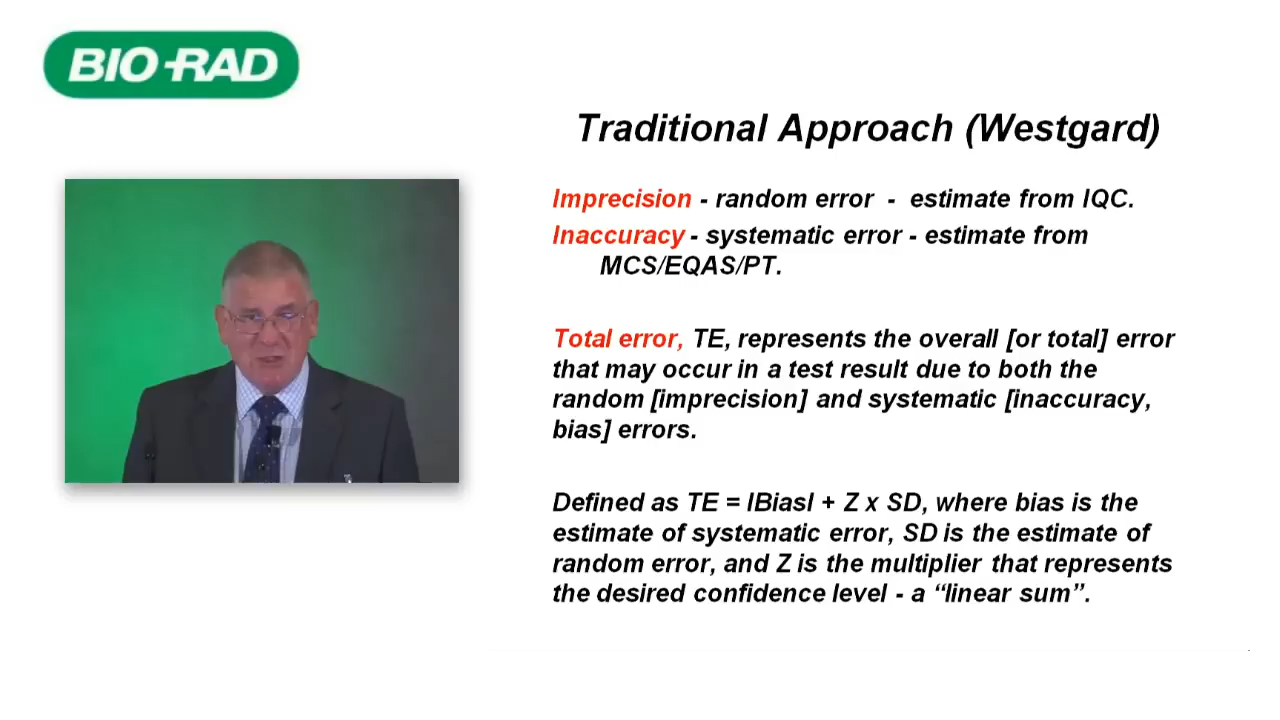 BIO-RAD
Traditional Approach (Westgard)
Imprecision - random error - estimate from IQC.
Inaccuracy - systematic error - estimate from
MCS/EQAS/PT.
Total error, TE, represents the overall [or total] error
that may occur in a test result due to both the
random [imprecision] and systematic [inaccuracy,
bias] errors.
Defined as TE = IBiasI + Z x SD, where bias is the
estimate of systematic error, SD is the estimate of
random error, and Z is the multiplier that represents
the desired confidence level - a “linear sum”.